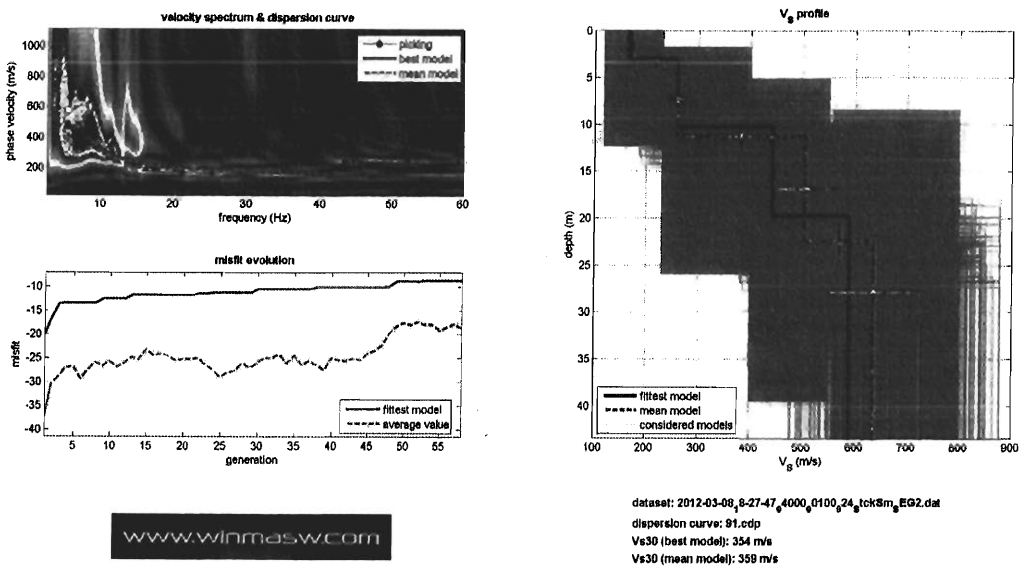 velocity spectrum & dispersion curve
1000
800
600
400
200
phase velocity (m/s)
picking
best model
mean model
10 20 30 40 50 60
frequency (Hz)
misfit evolution
-10
-15
-20
-25
-30
-35
-40
misfit
fittest model
average value
5 10 15 20 25 30 35 40 45 50 55
generation
www.winmasw.com
VS profile
0
5
10
15
20
25
30
35
40
depth (m)
fittest model
mean model
considered models
100 200 300 400 500 600 700 800 900
VS (m/s)
dataset: 2012-03-0818-27-470400000100024stck8msEG2.dat
dispersion curve: 91.cdp
Vs30 (best model): 354 m/s
Vs30 (mean model): 359 m/s